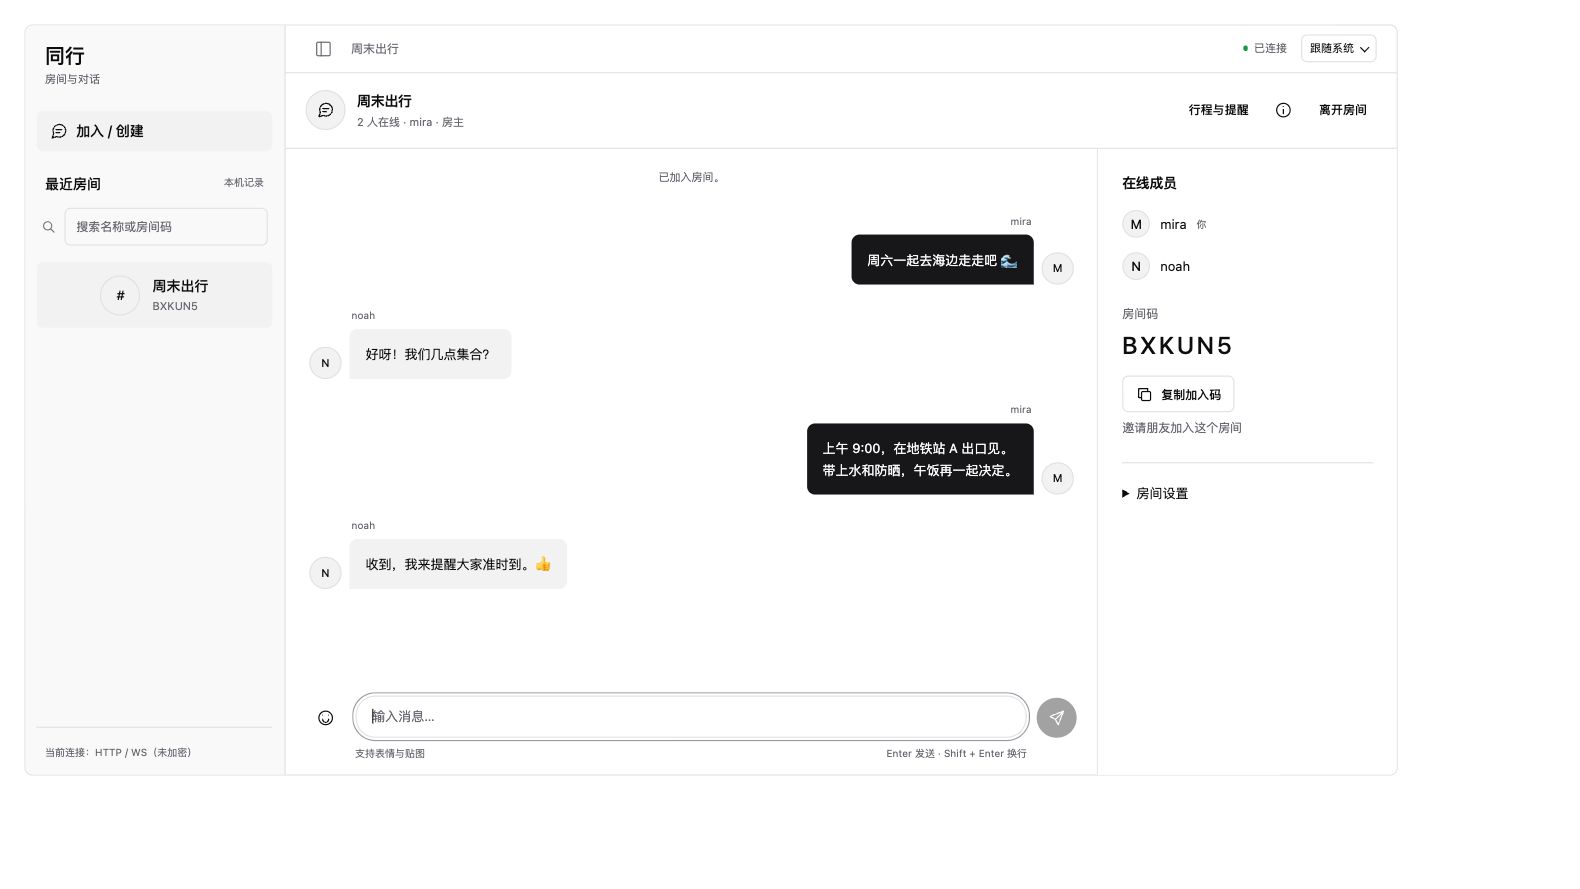 同行
房间与对话
加入 / 创建
最近房间
本机记录
搜索名称或房间码
#
周末出行
BXKUN5
当前连接：HTTP / WS（未加密）
周末出行
已连接
跟随系统
周末出行
2 人在线 · mira · 房主
行程与提醒
离开房间
已加入房间。
mira
周六一起去海边走走吧 🌊
M
noah
好呀！我们几点集合？
N
mira
上午 9:00，在地铁站 A 出口见。
带上水和防晒，午饭再一起决定。
M
noah
收到，我来提醒大家准时到。👍
N
输入消息...
支持表情与贴图
Enter 发送 · Shift + Enter 换行
在线成员
M
mira 你
N
noah
房间码
BXKUN5
复制加入码
邀请朋友加入这个房间
房间设置